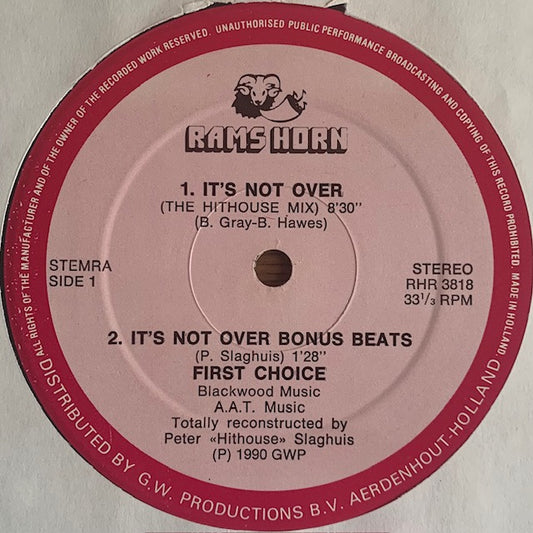 ALL RIGHTS OF THE MANUFACTURER AND OF THE OWNER OF THE RECORDED WORK RESERVED. UNAUTHORISED PUBLIC PERFORMANCE BROADCASTING AND COPYING OF THIS RECORD PROHIBITED. MADE IN HOLLAND
RAMS HORN
1. IT'S NOT OVER
(THE HITHOUSE MIX) 8'30''
(B. Gray-B. Hawes)
STEMRA
SIDE 1
STEREO
RHR 3818
33 1/3 RPM
2. IT'S NOT OVER BONUS BEATS
(P. Slaghuis) 1'28''
FIRST CHOICE
Blackwood Music
A.A.T. Music
Totally reconstructed by
Peter «Hithouse» Slaghuis
(P) 1990 GWP
DISTRIBUTED BY G.W. PRODUCTIONS B.V. AERDENHOUT-HOLLAND